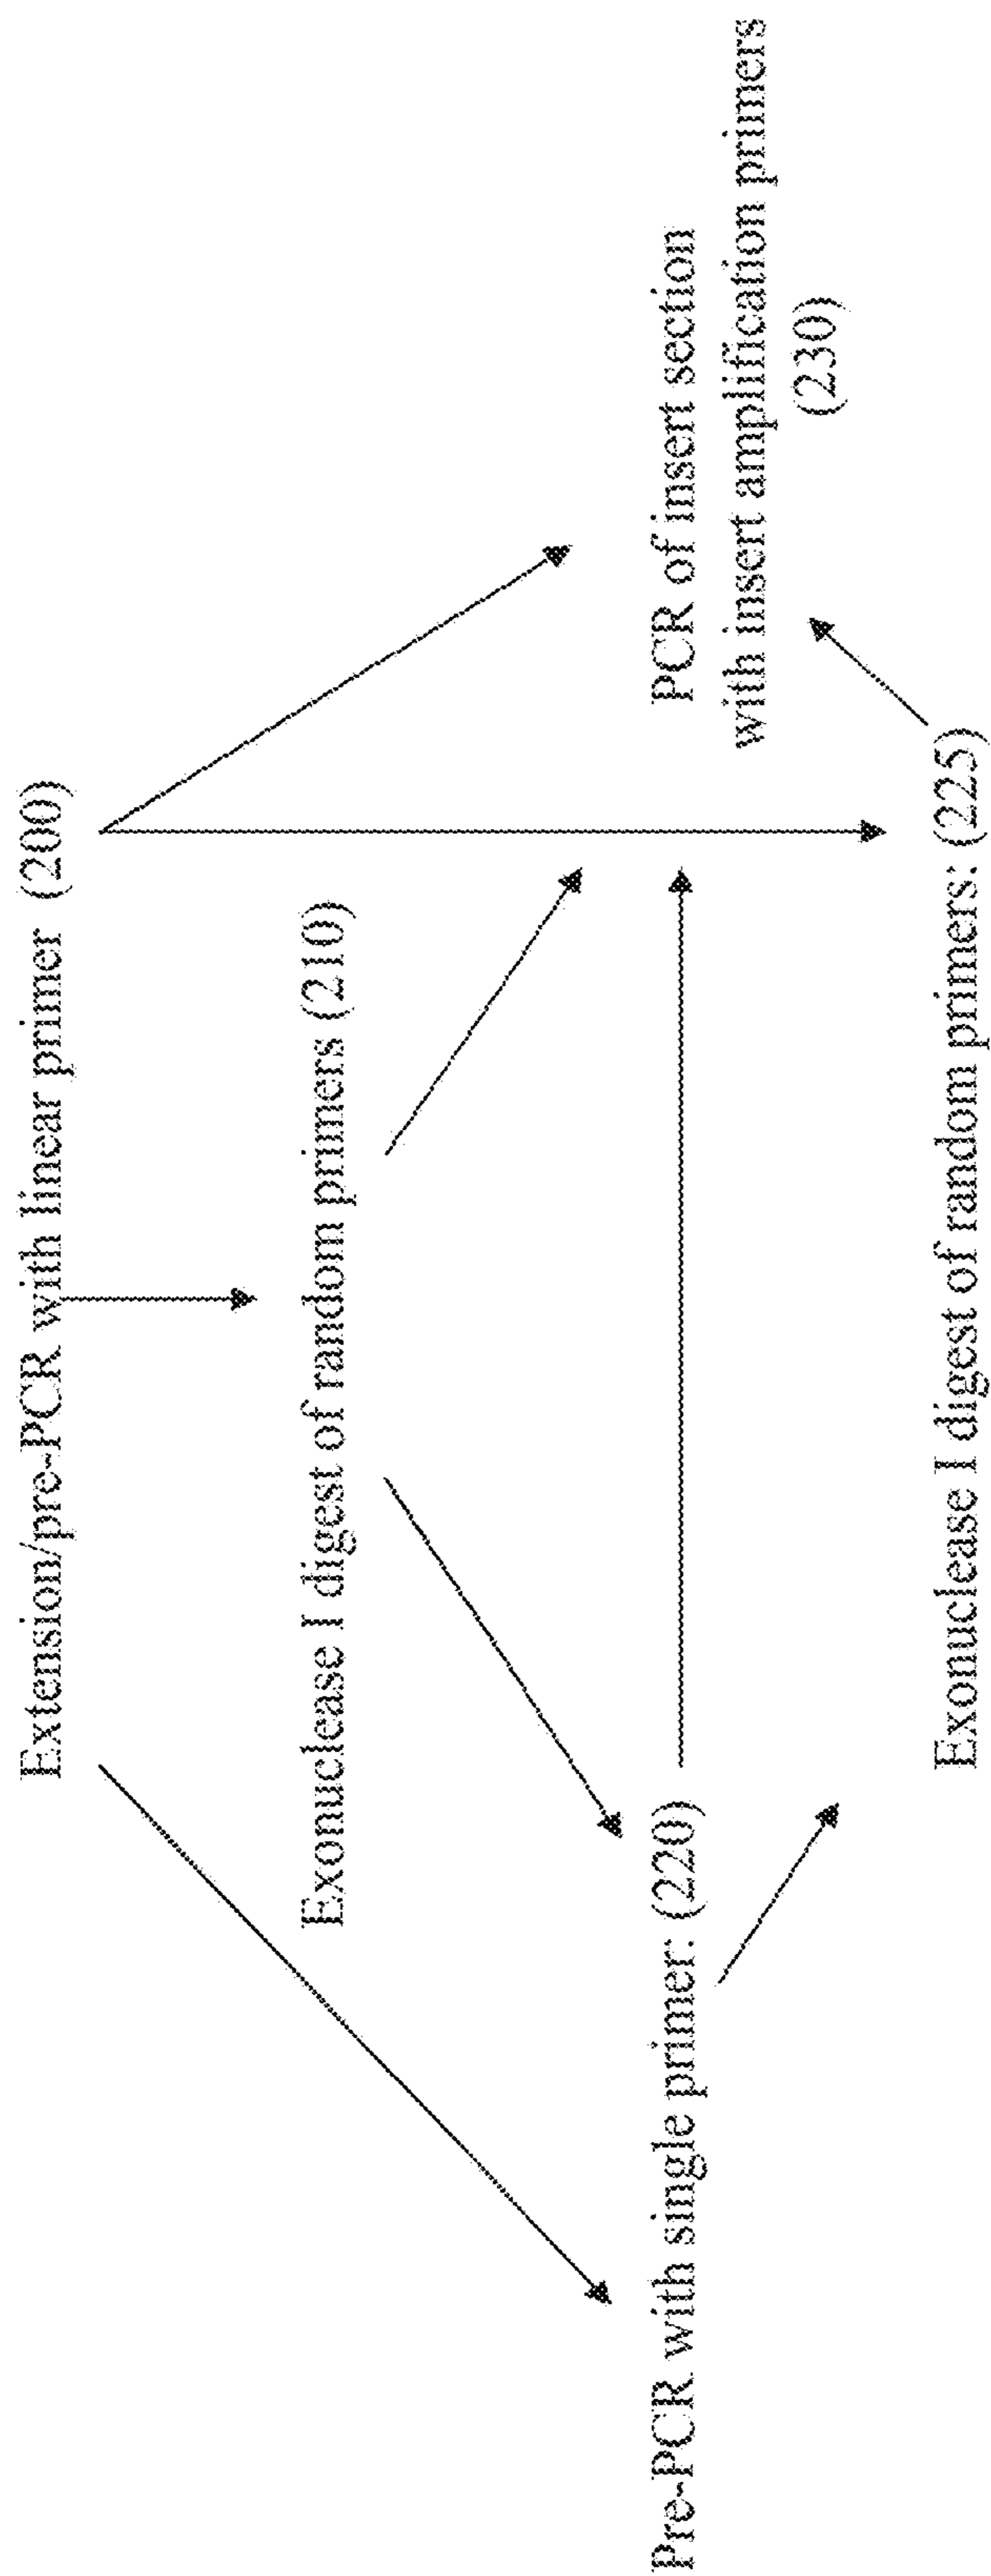 Extension/pre-PCR with linear primer (200)
Exonuclease I digest of random primers (210)
Pre-PCR with single primer: (220)
PCR of insert section
with insert amplification primers
(230)
Exonuclease I digest of random primers: (225)